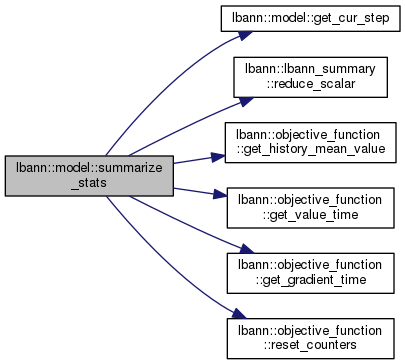 lbann::model::get_cur_step
lbann::lbann_summary
::reduce_scalar
lbann::objective_function
::get_history_mean_value
lbann::model::summarize
_stats
lbann::objective_function
::get_value_time
lbann::objective_function
::get_gradient_time
lbann::objective_function
::reset_counters